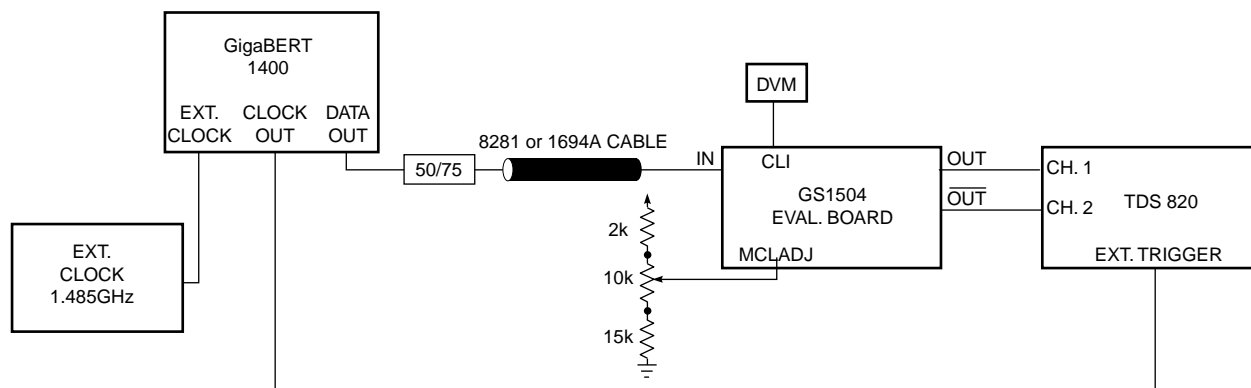 GigaBERT
1400
EXT.
CLOCK
CLOCK
OUT
DATA
OUT
EXT.
CLOCK
1.485GHz
50/75
8281 or 1694A CABLE
2k
10k
15k
DVM
IN
CLI
GS1504
EVAL. BOARD
MCLADJ
OUT
OUT
CH. 1
CH. 2
TDS 820
EXT. TRIGGER